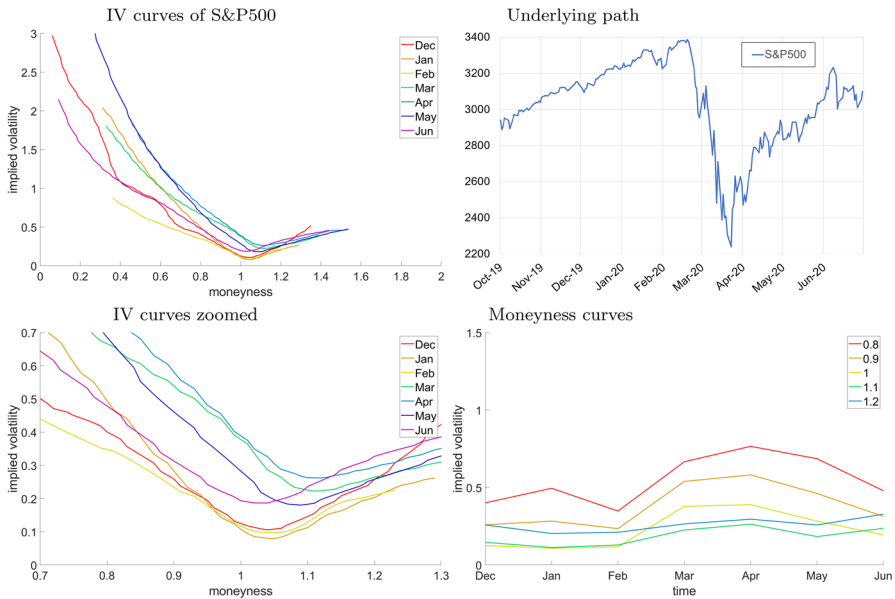 IV curves of S&P500
3
2.5
2
1.5
1
0.5
0
implied volatility
0 0.2 0.4 0.6 0.8 1 1.2 1.4 1.6 1.8 2
moneyness
Dec
Jan
Feb
Mar
Apr
May
Jun
Underlying path
3400
3200
3000
2800
2600
2400
2200
S&P500
Oct-19 Nov-19 Dec-19 Jan-20 Feb-20 Mar-20 Apr-20 May-20 Jun-20
IV curves zoomed
0.7
0.6
0.5
0.4
0.3
0.2
0.1
0
implied volatility
0.7 0.8 0.9 1 1.1 1.2 1.3
moneyness
Dec
Jan
Feb
Mar
Apr
May
Jun
Moneyness curves
1.5
1
0.5
0
implied volatility
Dec Jan Feb Mar Apr May Jun
time
0.8
0.9
1
1.1
1.2